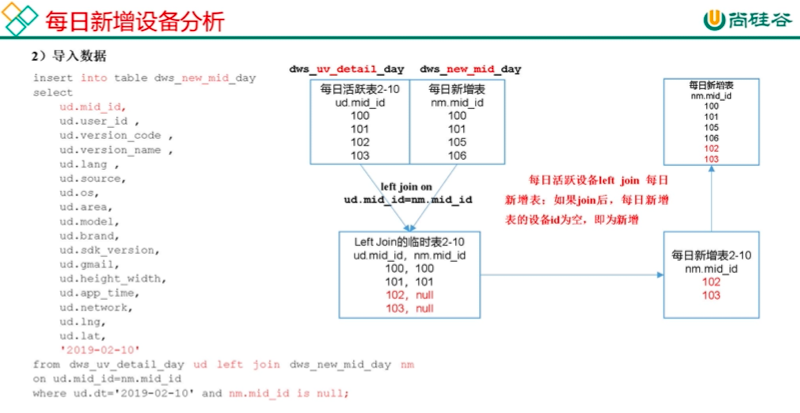 每日新增设备分析
尚硅谷
2）导入数据
insert into table dws_new_mid_day
select
ud.mid_id,
ud.user_id ,
ud.version_code ,
ud.version_name ,
ud.lang ,
ud.source,
ud.os,
ud.area,
ud.model,
ud.brand,
ud.sdk_version,
ud.gmail,
ud.height_width,
ud.app_time,
ud.network,
ud.lng,
ud.lat,
'2019-02-10'
from dws_uv_detail_day ud left join dws_new_mid_day nm
on ud.mid_id=nm.mid_id
where ud.dt='2019-02-10' and nm.mid_id is null;
dws_uv_detail_day
每日活跃表2-10
ud.mid_id
100
101
102
103
dws_new_mid_day
每日新增表
nm.mid_id
100
101
105
106
left join on
ud.mid_id=nm.mid_id
Left Join的临时表2-10
ud.mid_id，nm.mid_id
100，100
101，101
102，null
103，null
每日活跃设备left join 每日
新增表；如果join后，每日新增
表的设备id为空，即为新增
每日新增表
nm.mid_id
100
101
105
106
102
103
每日新增表2-10
nm.mid_id
102
103